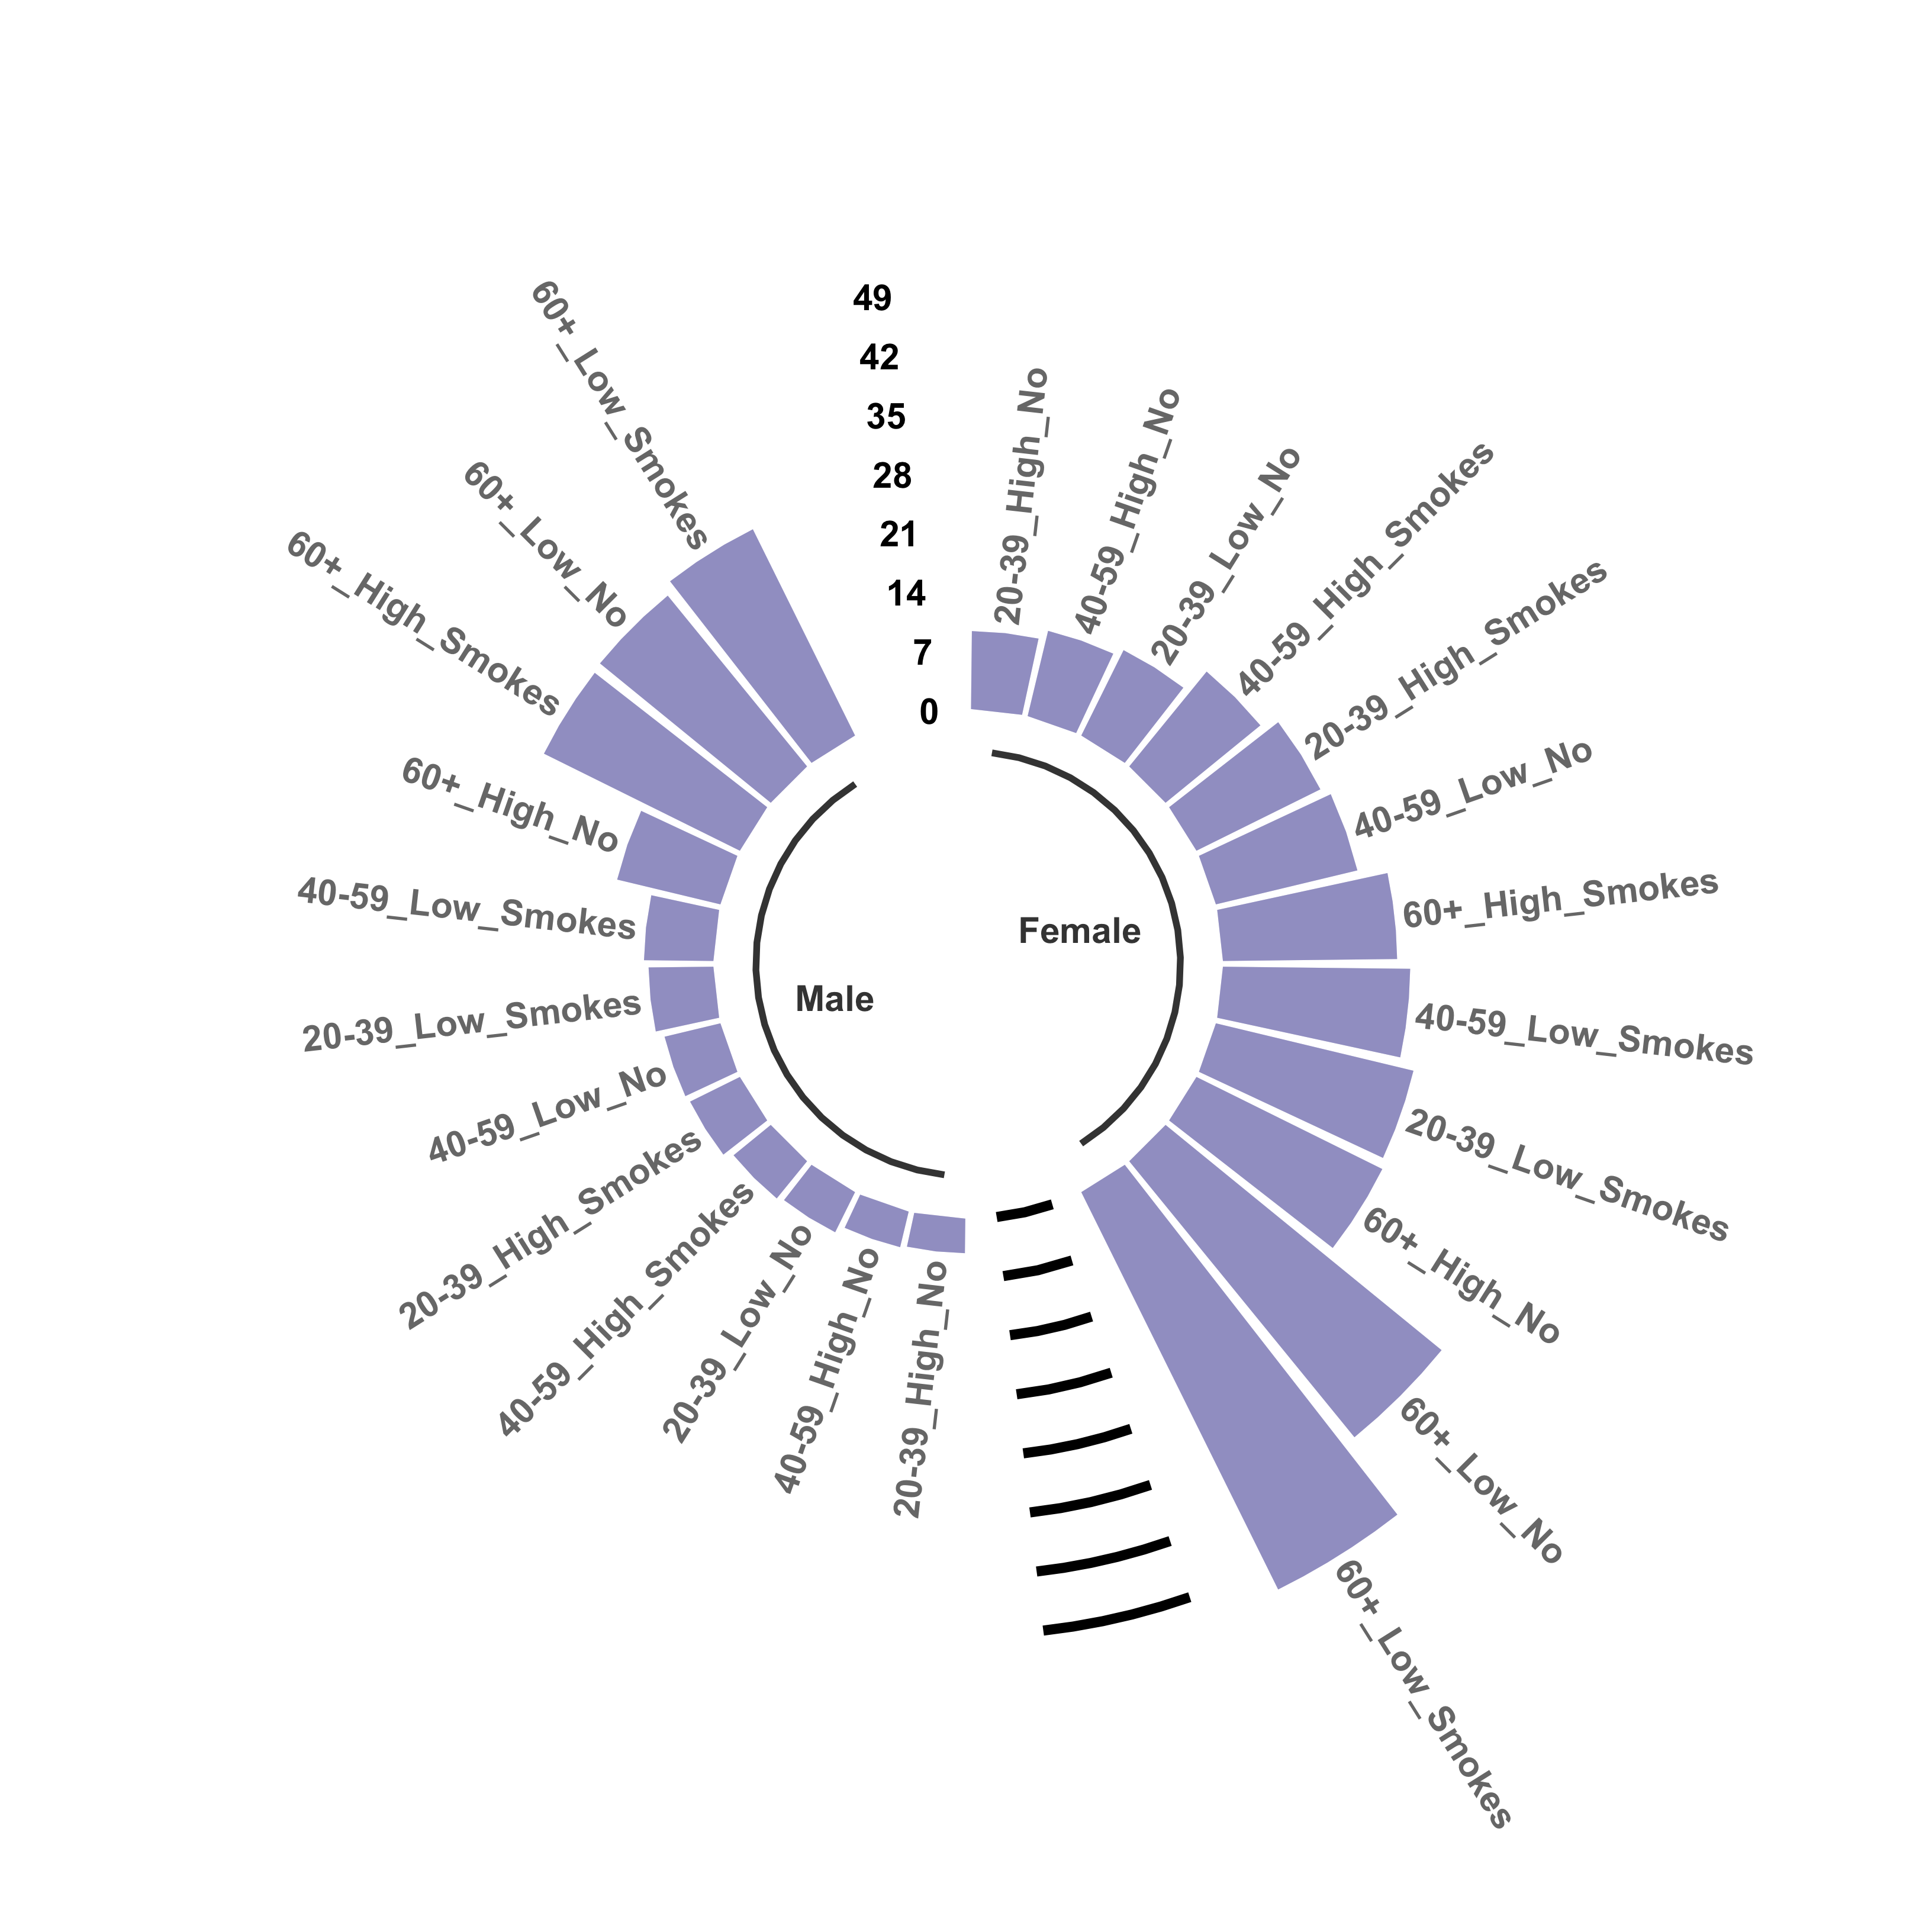 49
42
35
28
21
14
7
0
20-39_High_No
40-59_High_No
20-39_Low_No
40-59_High_Smokes
20-39_High_Smokes
40-59_Low_No
60+_High_Smokes
40-59_Low_Smokes
20-39_Low_Smokes
60+_High_No
60+_Low_No
60+_Low_Smokes
20-39_High_No
40-59_High_No
20-39_Low_No
40-59_High_Smokes
20-39_High_Smokes
40-59_Low_No
20-39_Low_Smokes
40-59_Low_Smokes
60+_High_No
60+_High_Smokes
60+_Low_No
60+_Low_Smokes
Female
Male